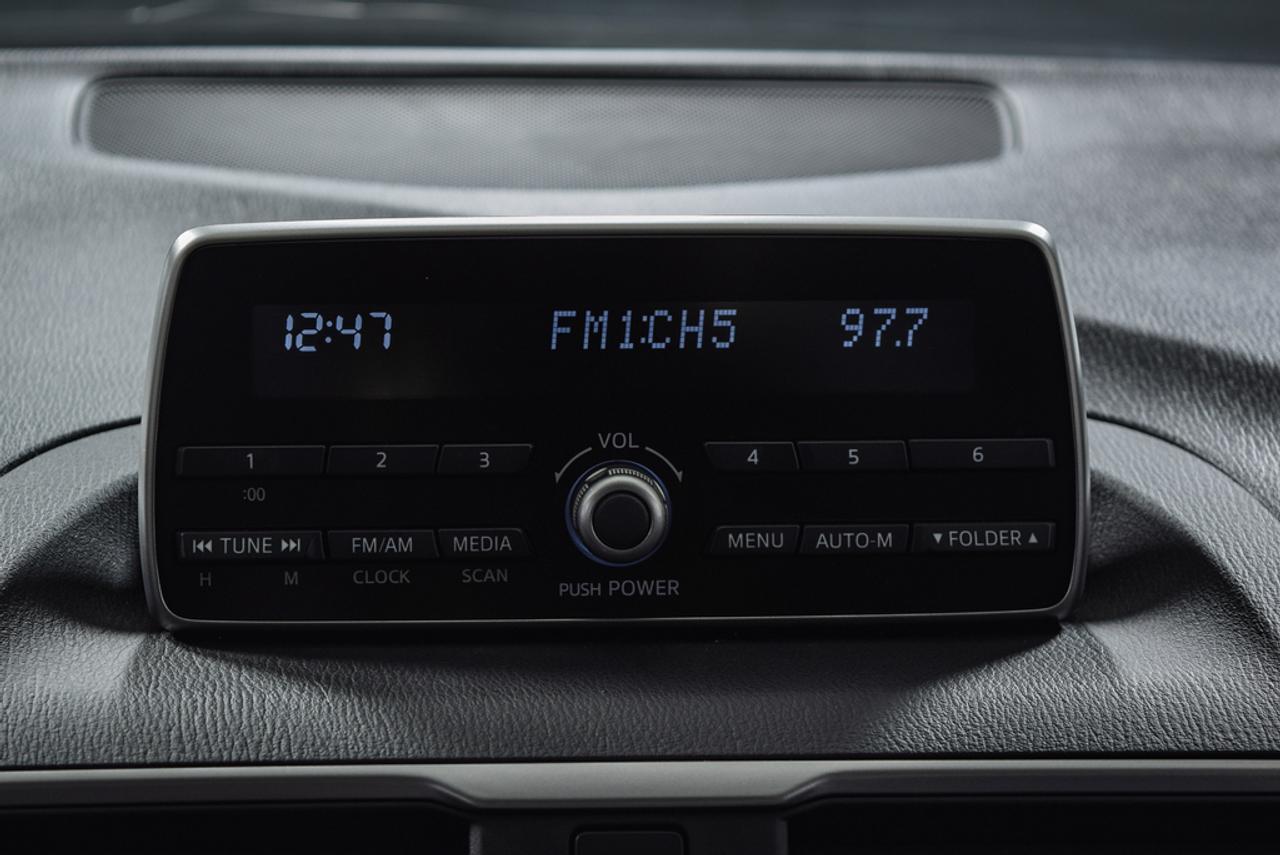 12:47 FM1:CH5 97.7
VOL
1 2 3 4 5 6
:00
TUNE FM/AM MEDIA MENU AUTO-M ▼FOLDER▲
H M CLOCK SCAN PUSH POWER